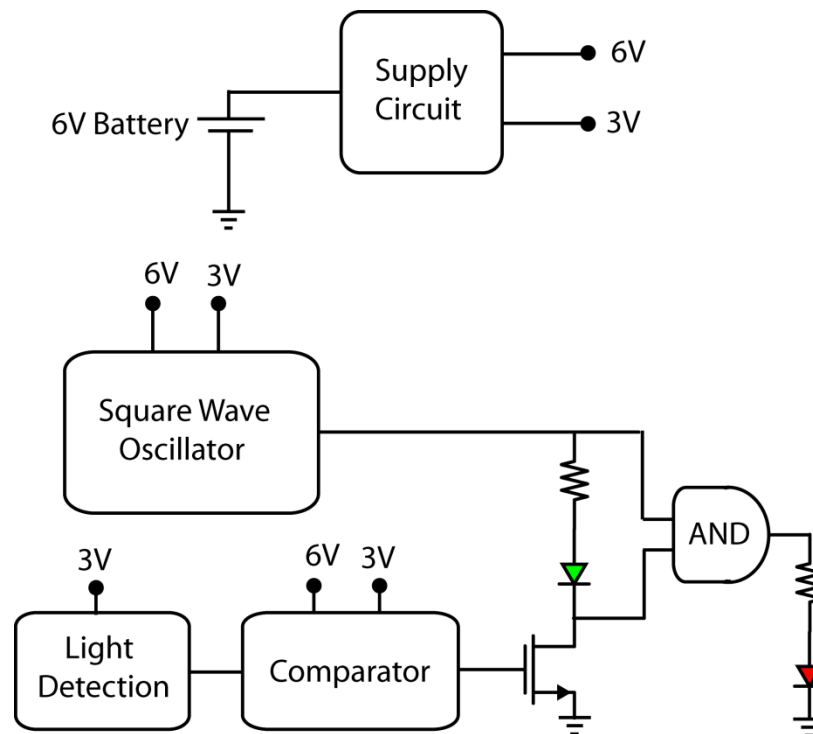 Supply
Circuit
6V
3V
6V Battery
6V
3V
Square Wave
Oscillator
AND
3V
6V
3V
Light
Detection
Comparator